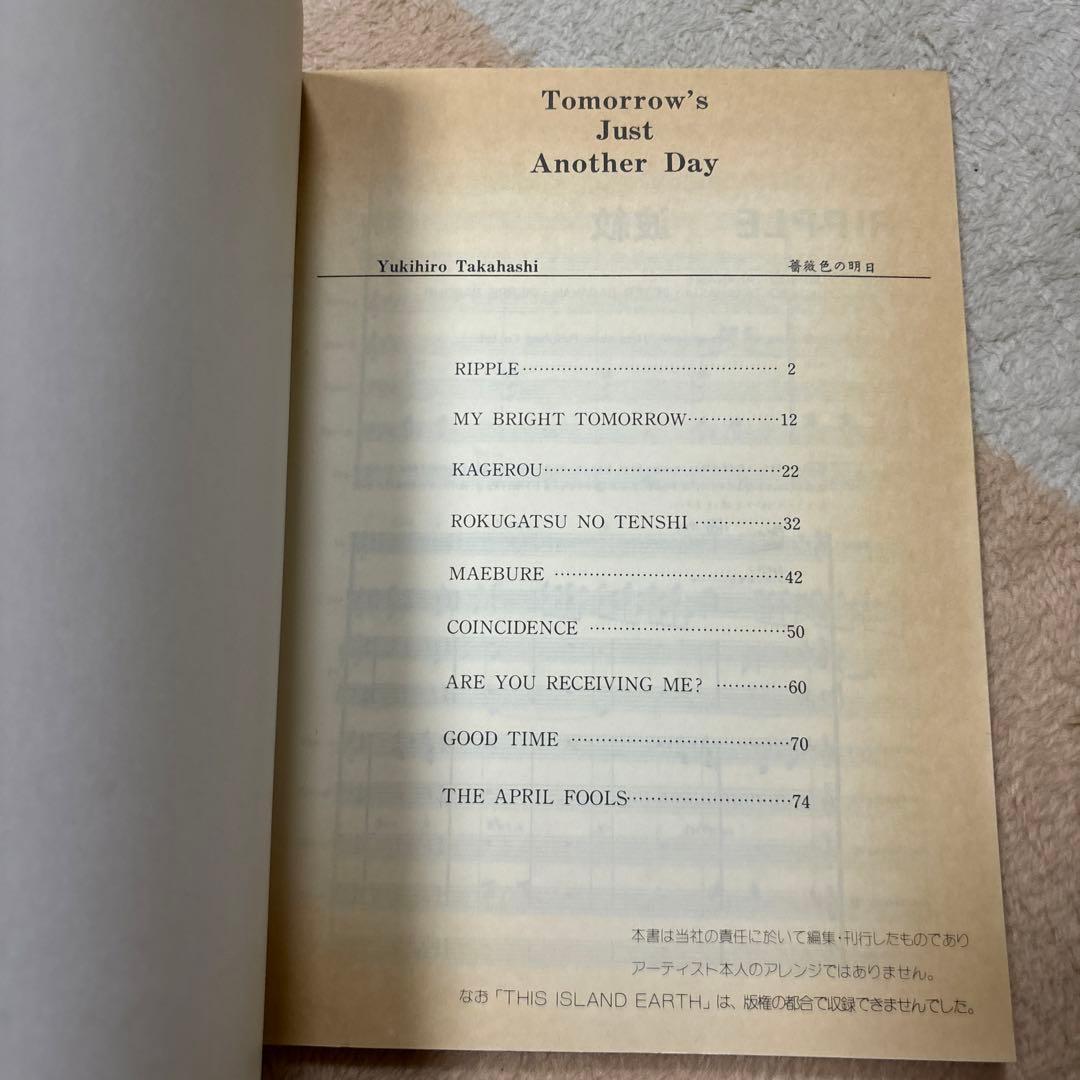 Tomorrow's
Just
Another Day
Yukihiro Takahashi 薔薇色の明日
RIPPLE 2
MY BRIGHT TOMORROW 12
KAGEROU 22
ROKUGATSU NO TENSHI 32
MAEBURE 42
COINCIDENCE 50
ARE YOU RECEIVING ME? 60
GOOD TIME 70
THE APRIL FOOLS 74
本書は当社の責任に於いて編集・刊行したものであり
アーティスト本人のアレンジではありません。
なお「THIS ISLAND EARTH」は、版権の都合で収録できませんでした。